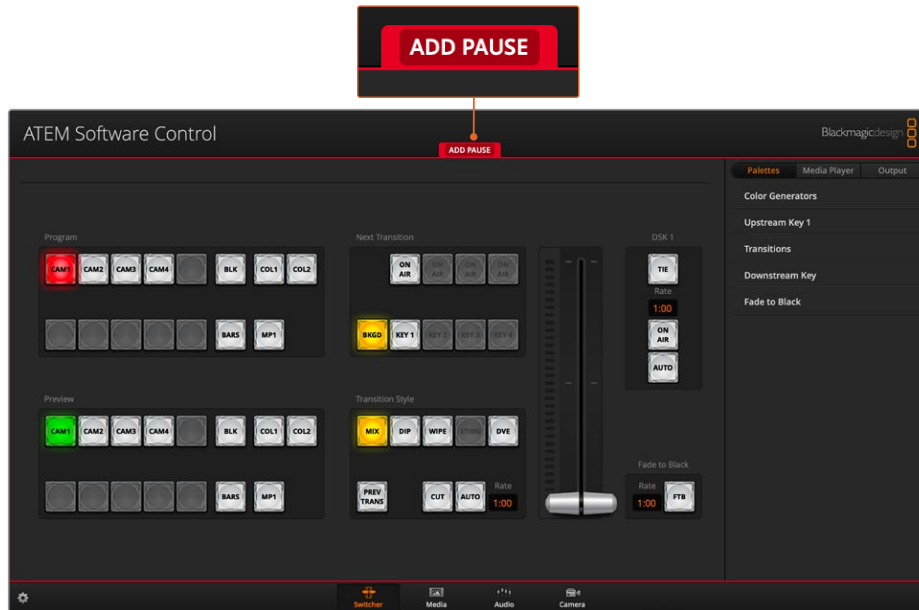 ADD PAUSE
ATEM Software Control
Blackmagicdesign
ADD PAUSE
Palettes Media Player Output
Color Generators
Upstream Key 1
Transitions
Downstream Key
Fade to Black
Program
CAM1 CAM2 CAM3 CAM4 BLK COL1 COL2
BARS MP1
Next Transition
ON AIR ON AIR ON AIR ON AIR
BKGD KEY 1 KEY 2 KEY 3 KEY 4
DSK 1
TIE
Rate
1:00
ON AIR
AUTO
Preview
CAM1 CAM2 CAM3 CAM4 BLK COL1 COL2
BARS MP1
Transition Style
MIX DIP WIPE STING DVE
PREV TRANS CUT AUTO Rate 1:00
Fade to Black
Rate
1:00 FTB
Switcher Media Audio Camera